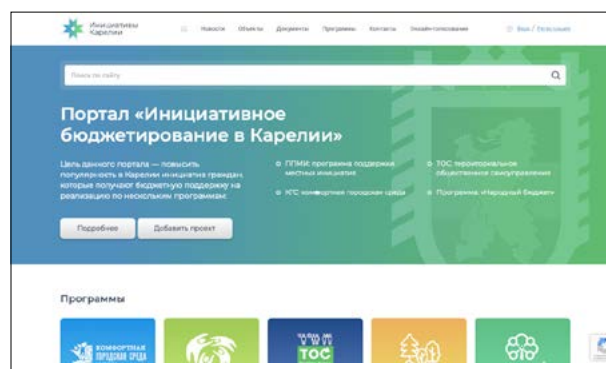 Инициативы
Карелии
Новости Объекты Документы Программы Контакты Онлайн-голосование Вход / Регистрация
Поиск по сайту
Портал «Инициативное
бюджетирование в Карелии»
Цель данного портала — повысить
популярность в Карелии инициатив граждан,
которые получают бюджетную поддержку на
реализацию по нескольким программам:
ППМИ: программа поддержки
местных инициатив
КГС: комфортная городская среда
ТОС: территориальное
общественное самоуправление
Программа «Народный бюджет»
Подробнее Добавить проект
Программы
КОМФОРТНАЯ
ГОРОДСКАЯ СРЕДА
ТОС